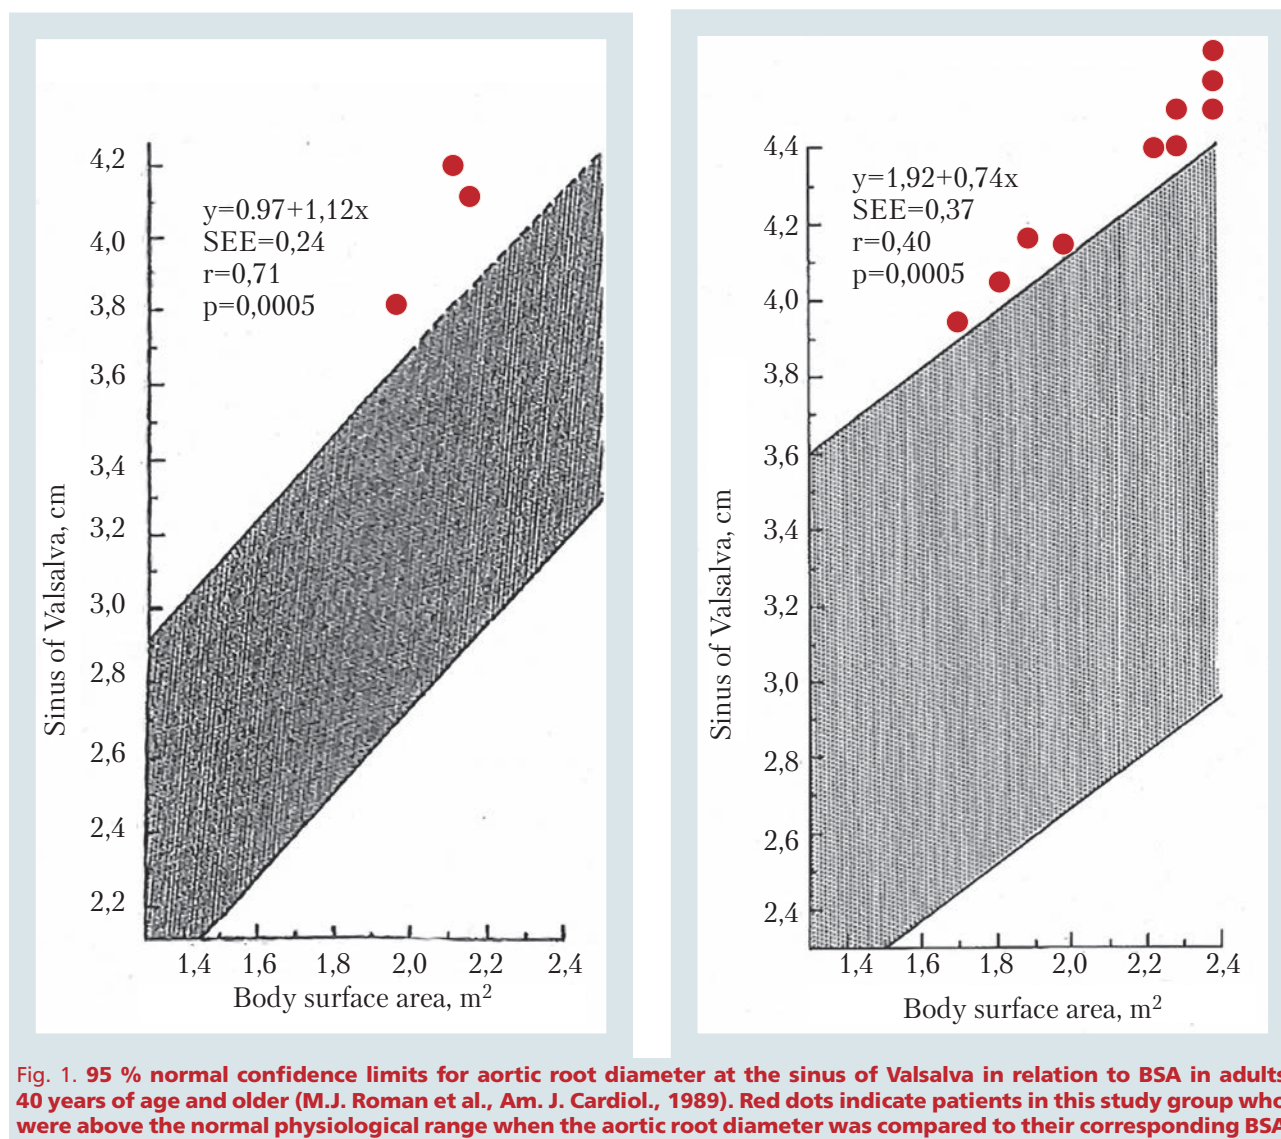 4,2
4,0
3,8
3,6
3,4
3,2
3,0
2,8
2,6
2,4
2,2
Sinus of Valsalva, cm
y=0.97+1,12x
SEE=0,24
r=0,71
p=0,0005
1,4 1,6 1,8 2,0 2,2 2,4
Body surface area, m²
4,4
4,2
4,0
3,8
3,6
3,4
3,2
3,0
2,8
2,6
2,4
Sinus of Valsalva, cm
y=1,92+0,74x
SEE=0,37
r=0,40
p=0,0005
1,4 1,6 1,8 2,0 2,2 2,4
Body surface area, m²
Fig. 1. 95 % normal confidence limits for aortic root diameter at the sinus of Valsalva in relation to BSA in adults
40 years of age and older (M.J. Roman et al., Am. J. Cardiol., 1989). Red dots indicate patients in this study group who
were above the normal physiological range when the aortic root diameter was compared to their corresponding BSA